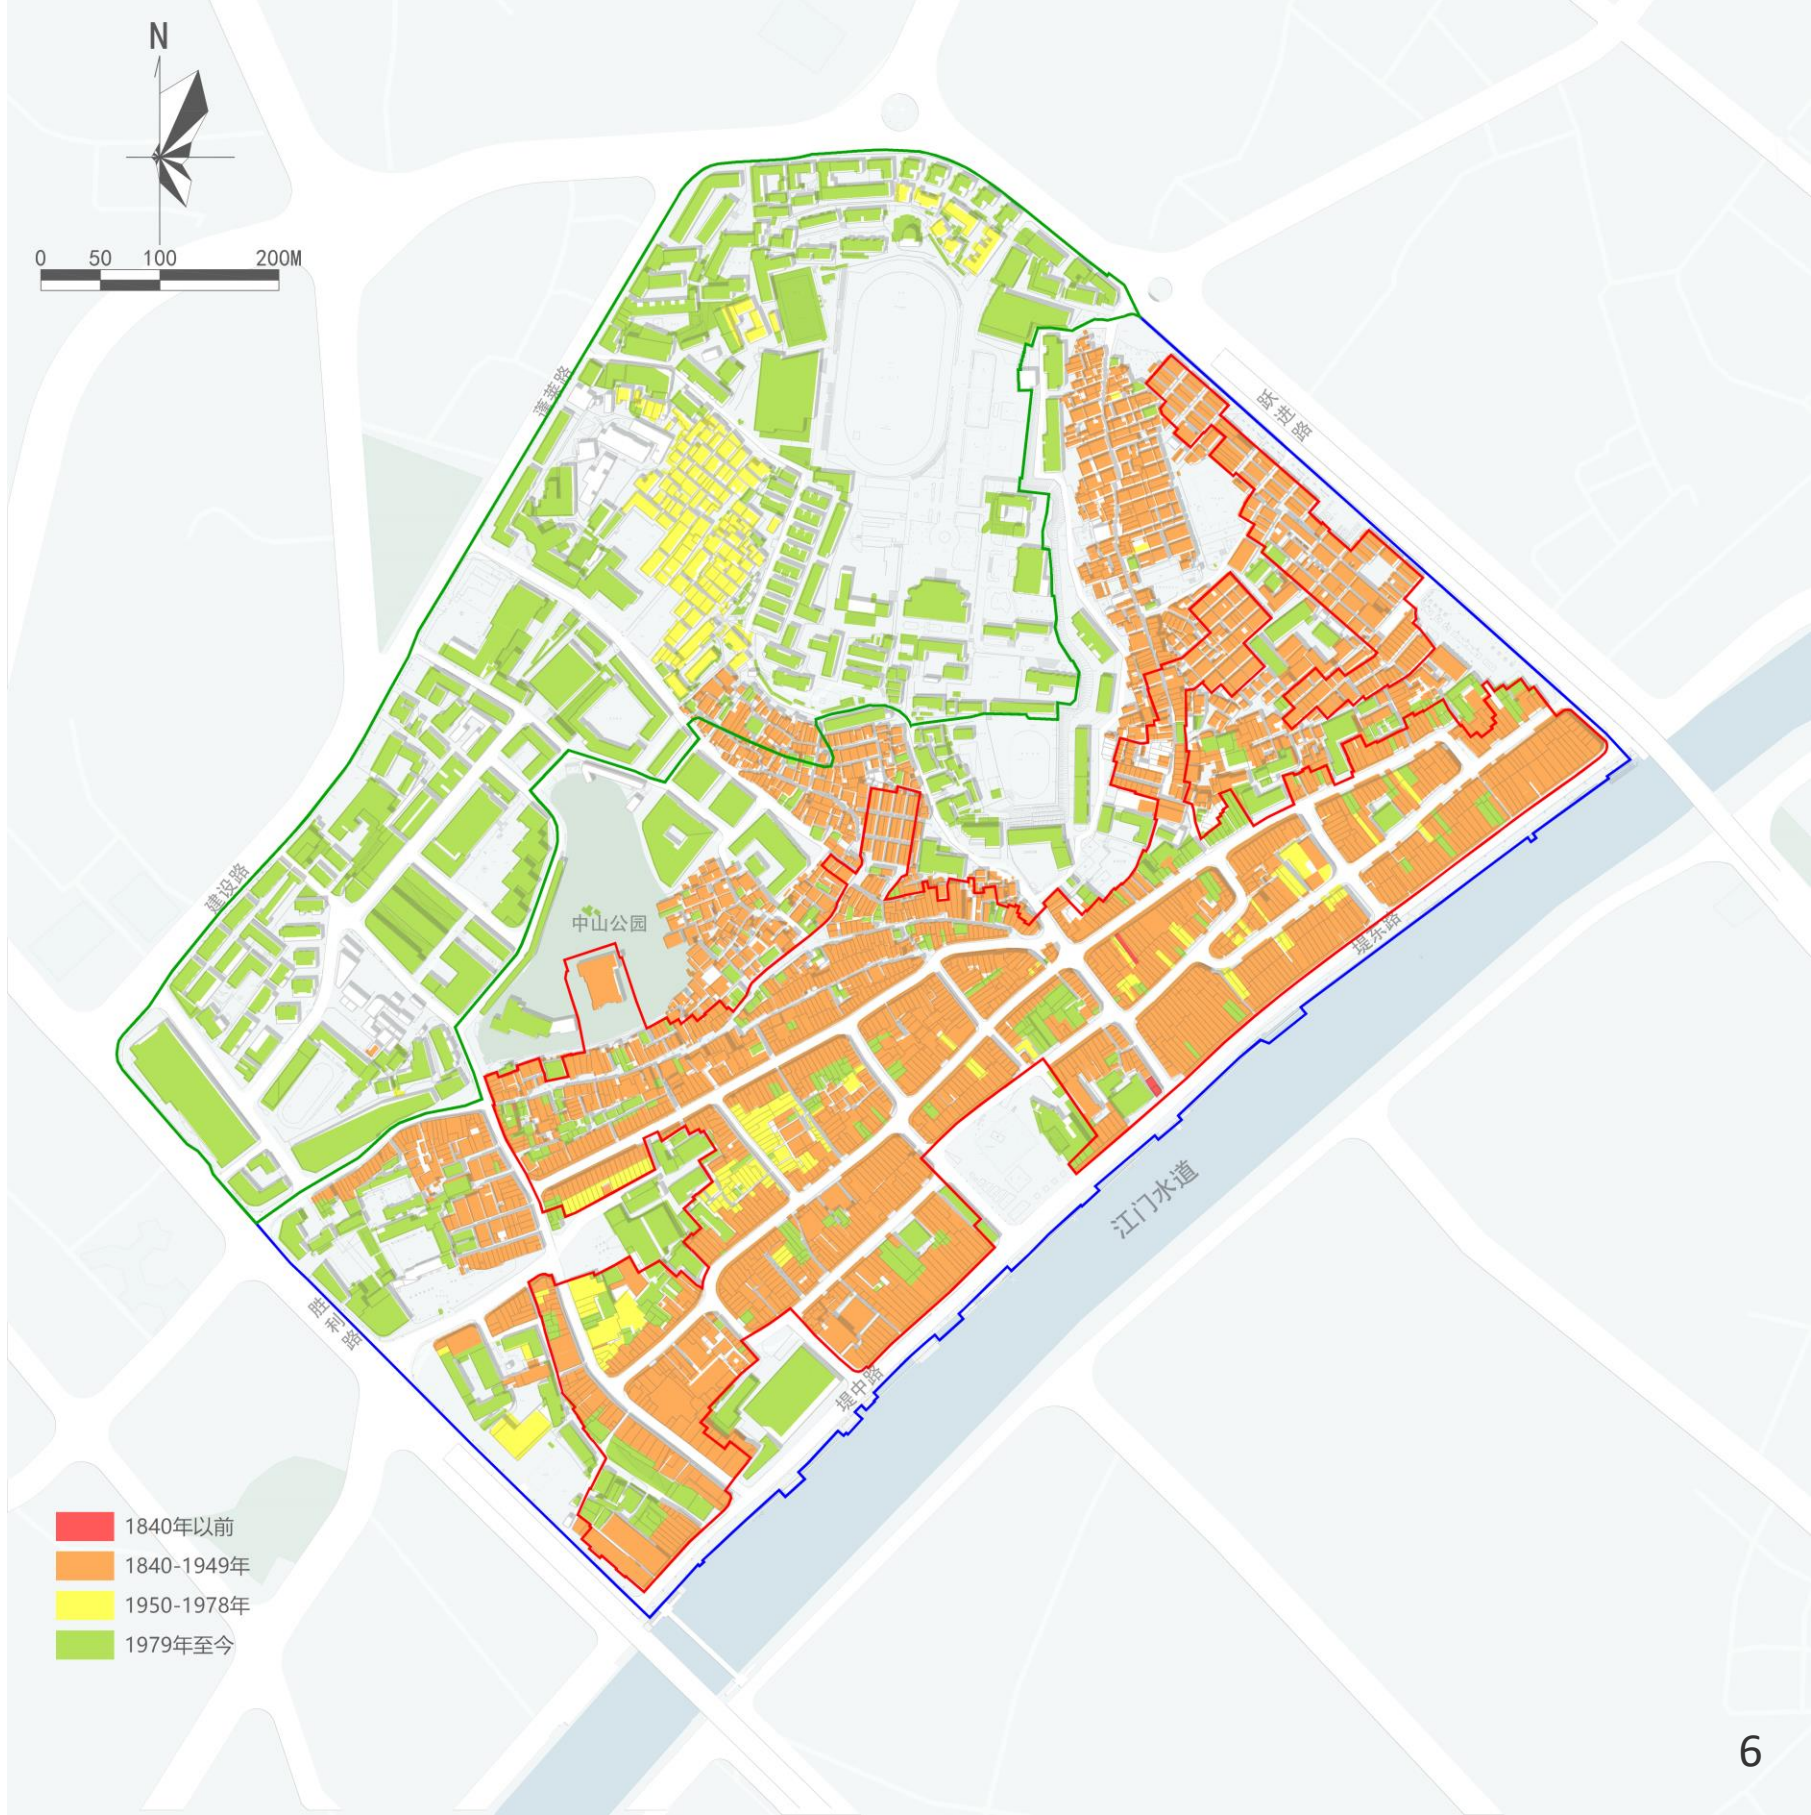 N
0 50 100 200M
蓬莱路
跃进路
建设路
中山公园
堤东路
江门水道
胜利路
堤中路
1840年以前
1840-1949年
1950-1978年
1979年至今
6